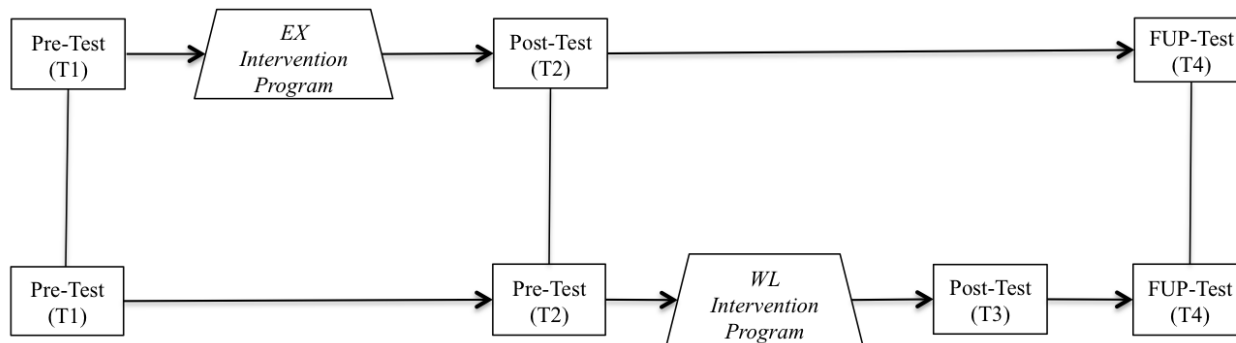 Pre-Test
(T1)
EX
Intervention
Program
Post-Test
(T2)
FUP-Test
(T4)
Pre-Test
(T1)
Pre-Test
(T2)
WL
Intervention
Program
Post-Test
(T3)
FUP-Test
(T4)